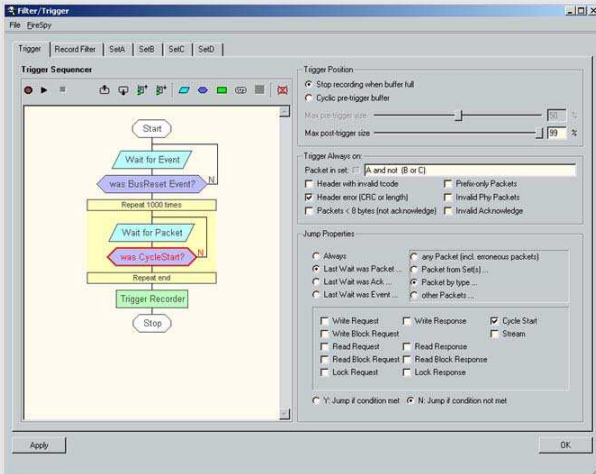 Filter/Trigger
File FireSpy
Trigger Record Filter SetA SetB SetC SetD
Trigger Sequencer
Start
Wait for Event
was BusReset Event?
N
Repeat 1000 times
Wait for Packet
was CycleStart?
N
Repeat end
Trigger Recorder
Stop
Trigger Position
Stop recording when buffer full
Cyclic pre-trigger buffer
Max pre-trigger size 50 %
Max post-trigger size 99 %
Trigger Always on:
Packet in set: A and not (B or C)
Header with invalid tcode Prefix-only Packets
Header error (CRC or length) Invalid Phy Packets
Packets < 8 bytes (not acknowledge) Invalid Acknowledge
Jump Properties
Always any Packet (incl. erroneous packets)
Last Wait was Packet ... Packet from Set(s) ...
Last Wait was Ack ... Packet by type ...
Last Wait was Event ... other Packets ...
Write Request Write Response Cycle Start
Write Block Request Stream
Read Request Read Response
Read Block Request Read Block Response
Lock Request Lock Response
Y: Jump if condition met N: Jump if condition not met
Apply OK